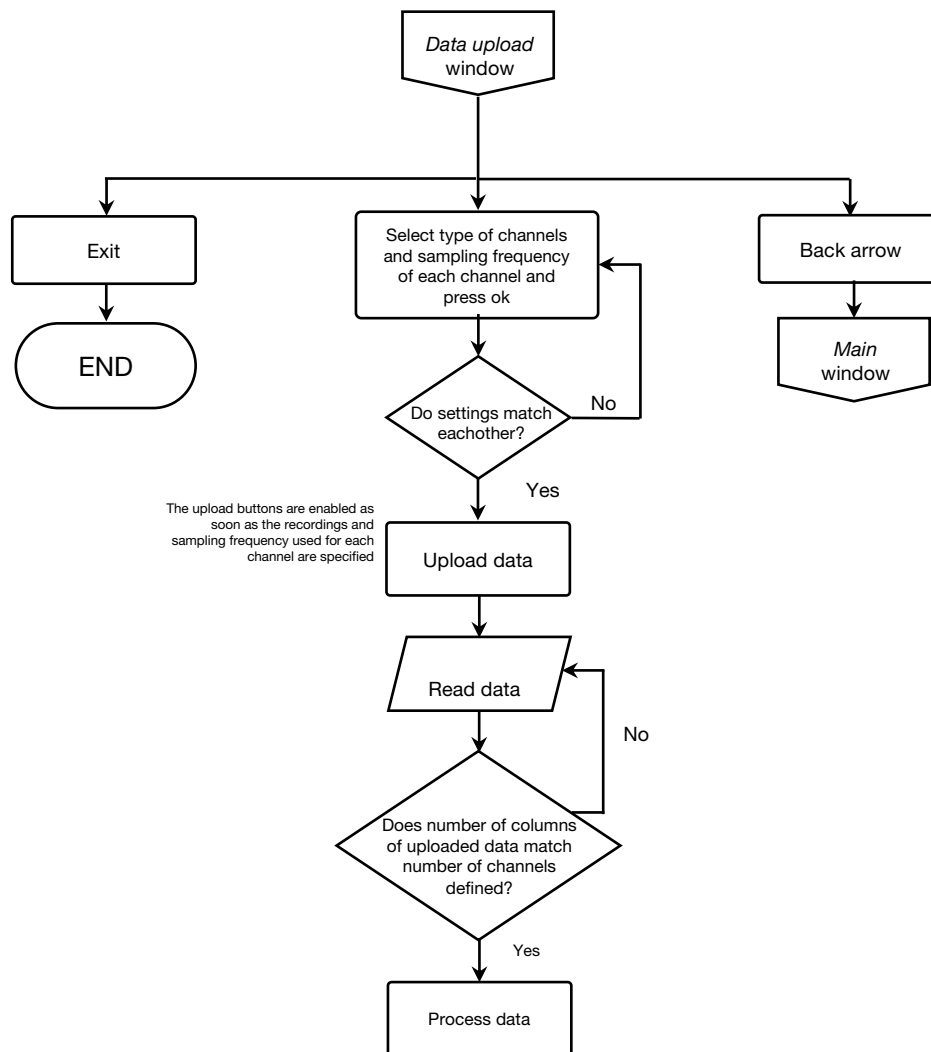 Data upload
window
Exit
Select type of channels
and sampling frequency
of each channel and
press ok
Back arrow
END
Main
window
Do settings match
eachother?
No
Yes
The upload buttons are enabled as
soon as the recordings and
sampling frequency used for each
channel are specified
Upload data
Read data
No
Does number of columns
of uploaded data match
number of channels
defined?
Yes
Process data